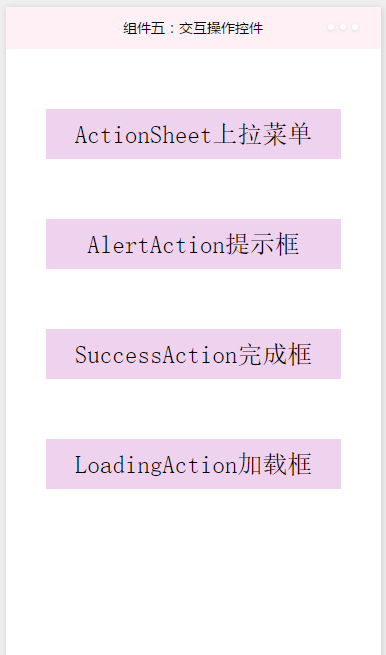 组件五：交互操作控件
ActionSheet上拉菜单
AlertAction提示框
SuccessAction完成框
LoadingAction加载框